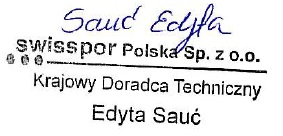 Sauć Edyta
swisspor Polska Sp. z o.o.
Krajowy Doradca Techniczny
Edyta Sauć